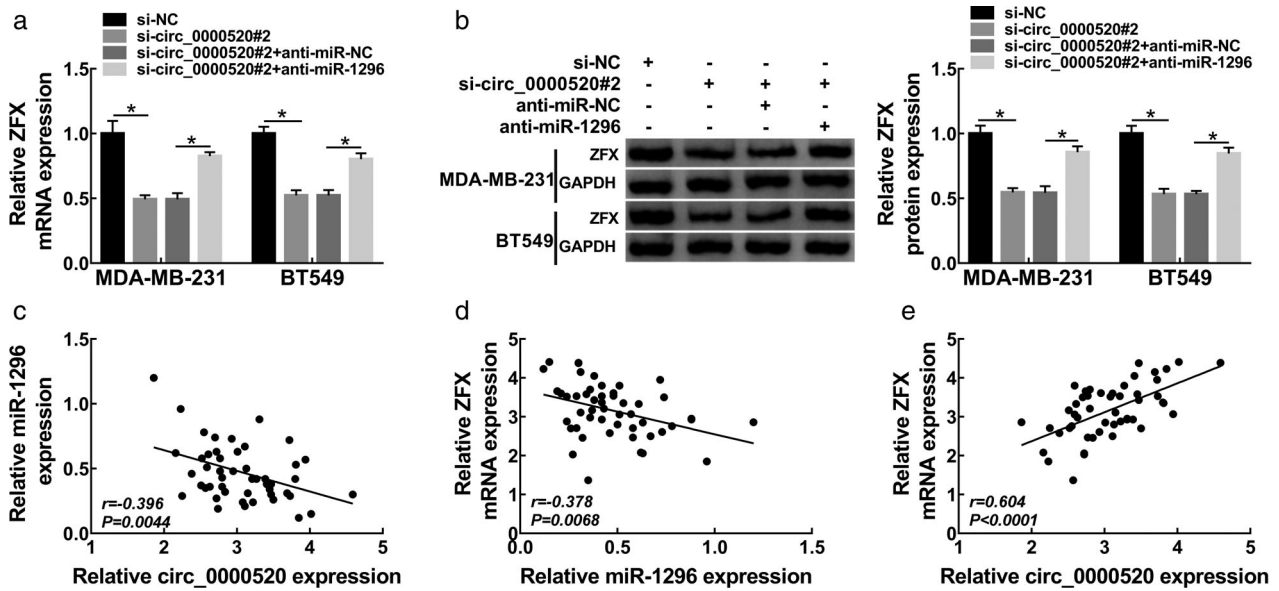 a
si-NC
si-circ_0000520#2
si-circ_0000520#2+anti-miR-NC
si-circ_0000520#2+anti-miR-1296
Relative ZFX
mRNA expression
1.5
1.0
0.5
0.0
* * * *
MDA-MB-231 BT549
b
si-NC + - - -
si-circ_0000520#2 - + + +
anti-miR-NC - - + -
anti-miR-1296 - - - +
MDA-MB-231
ZFX
GAPDH
BT549
ZFX
GAPDH
si-NC
si-circ_0000520#2
si-circ_0000520#2+anti-miR-NC
si-circ_0000520#2+anti-miR-1296
Relative ZFX
protein expression
1.5
1.0
0.5
0.0
* * * *
MDA-MB-231 BT549
c
Relative miR-1296
expression
1.5
1.0
0.5
0.0
r=-0.396
P=0.0044
1 2 3 4 5
Relative circ_0000520 expression
d
Relative ZFX
mRNA expression
5
4
3
2
1
0
r=-0.378
P=0.0068
0.0 0.5 1.0 1.5
Relative miR-1296 expression
e
Relative ZFX
mRNA expression
5
4
3
2
1
0
r=0.604
P<0.0001
1 2 3 4 5
Relative circ_0000520 expression